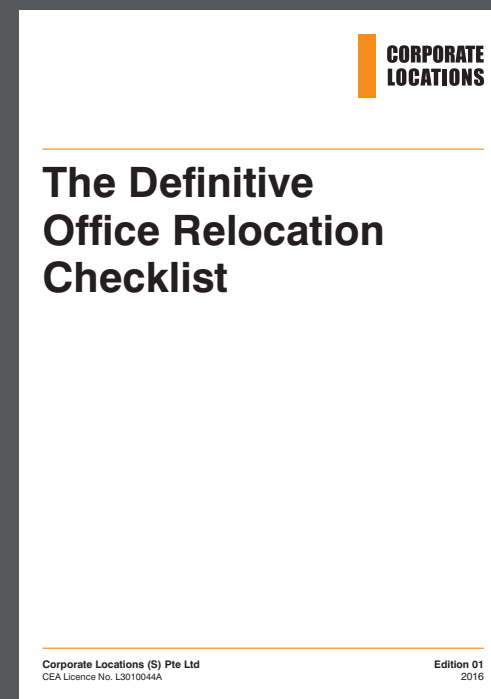 CORPORATE
LOCATIONS
The Definitive
Office Relocation
Checklist
Corporate Locations (S) Pte Ltd
CEA Licence No. L3010044A
Edition 01
2016